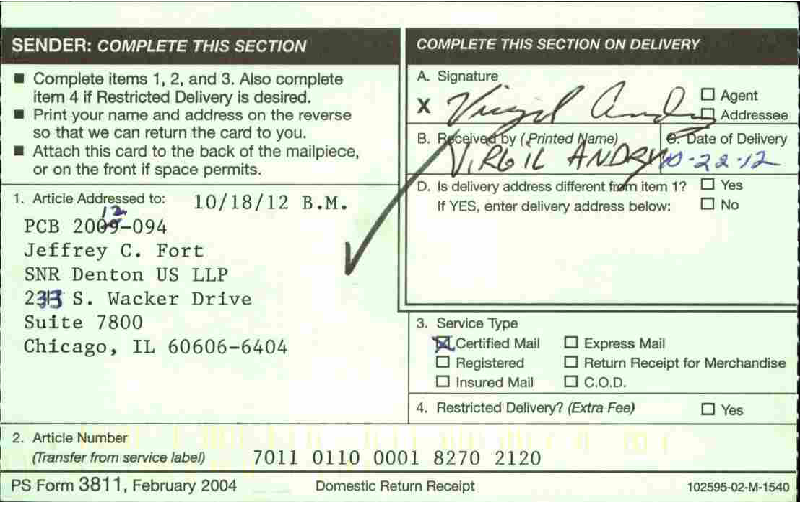 SENDER: COMPLETE THIS SECTION
■ Complete items 1, 2, and 3. Also complete
item 4 if Restricted Delivery is desired.
■ Print your name and address on the reverse
so that we can return the card to you.
■ Attach this card to the back of the mailpiece,
or on the front if space permits.
1. Article Addressed to: 10/18/12 B.M.
12
PCB 2009-094
Jeffrey C. Fort
SNR Denton US LLP
233 S. Wacker Drive
Suite 7800
Chicago, IL 60606-6404
2. Article Number
(Transfer from service label) 7011 0110 0001 8270 2120
COMPLETE THIS SECTION ON DELIVERY
A. Signature
X Virgil Andry
☐ Agent
☐ Addressee
B. Received by (Printed Name) C. Date of Delivery
VIRGIL ANDRY 10-22-12
D. Is delivery address different from item 1? ☐ Yes
If YES, enter delivery address below: ☐ No
3. Service Type
☒ Certified Mail ☐ Express Mail
☐ Registered ☐ Return Receipt for Merchandise
☐ Insured Mail ☐ C.O.D.
4. Restricted Delivery? (Extra Fee) ☐ Yes
PS Form 3811, February 2004 Domestic Return Receipt 102595-02-M-1540